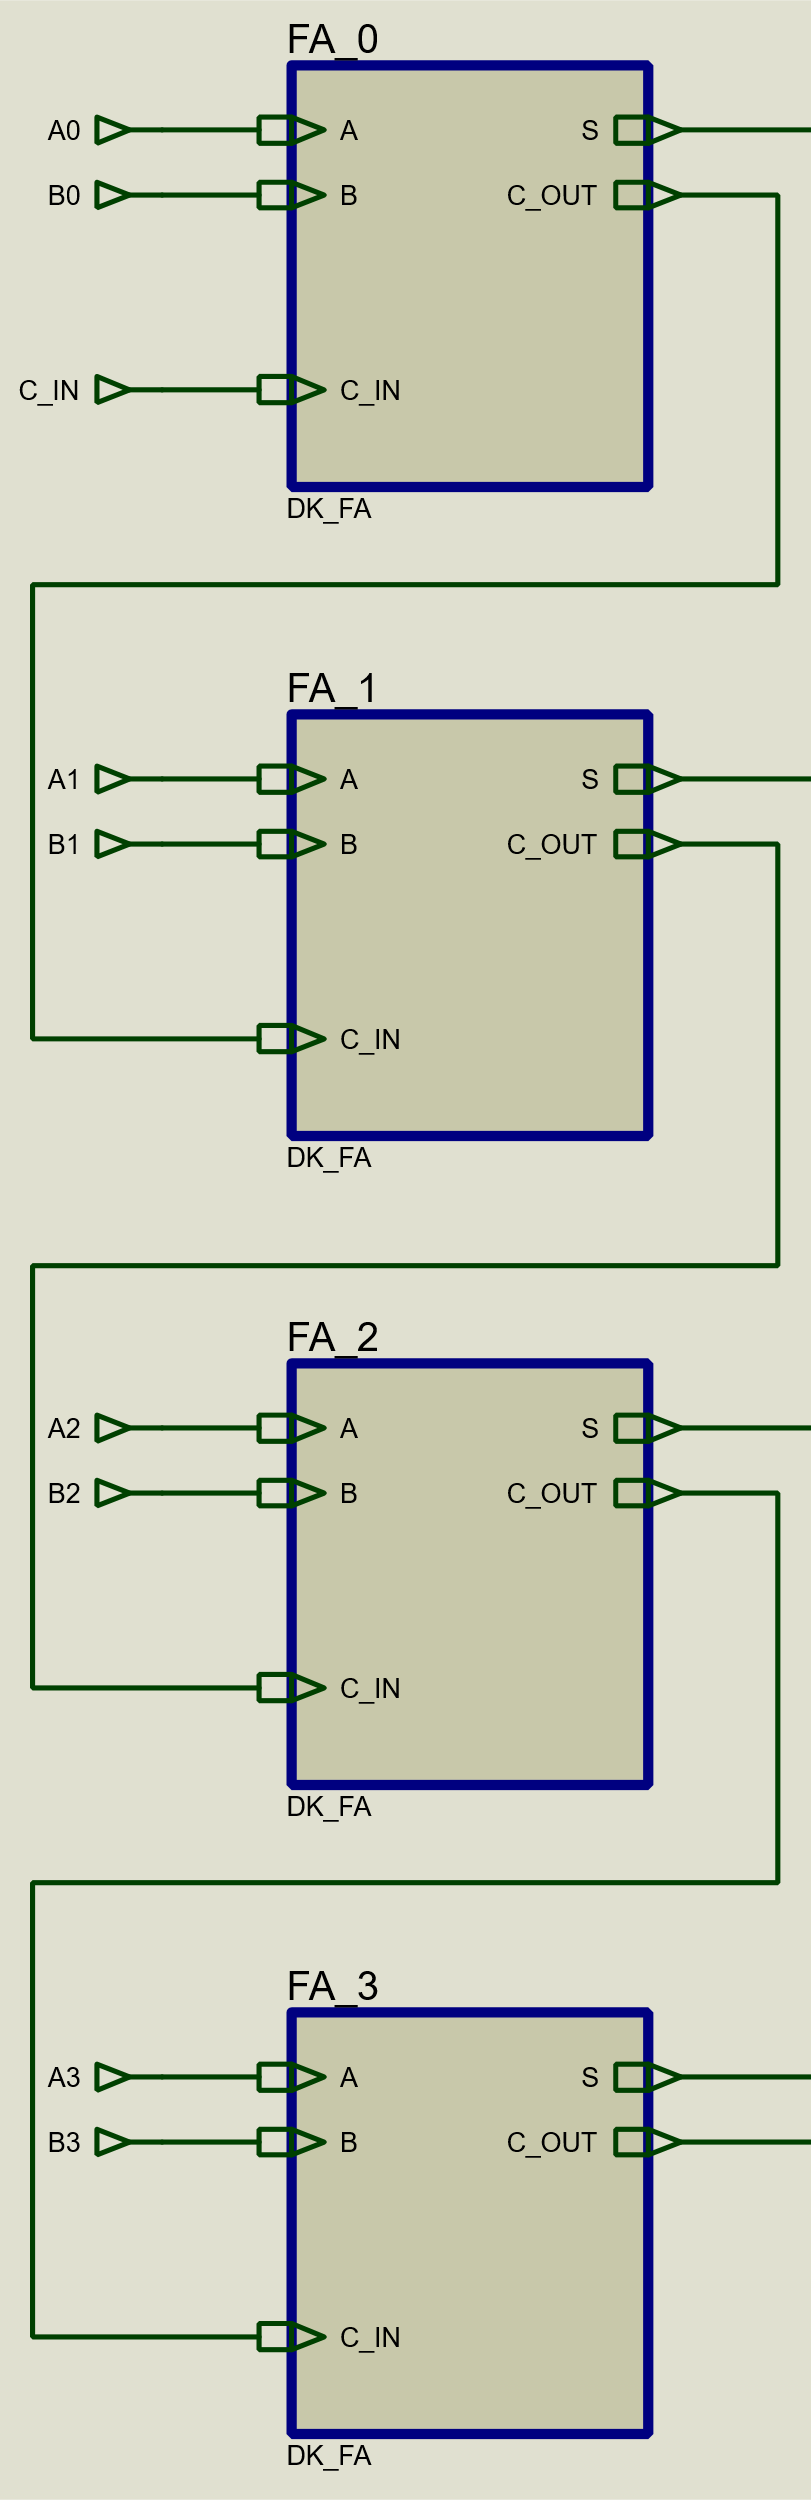 FA_0
A0 A S
B0 B C_OUT
C_IN C_IN
DK_FA
FA_1
A1 A S
B1 B C_OUT
C_IN
DK_FA
FA_2
A2 A S
B2 B C_OUT
C_IN
DK_FA
FA_3
A3 A S
B3 B C_OUT
C_IN
DK_FA